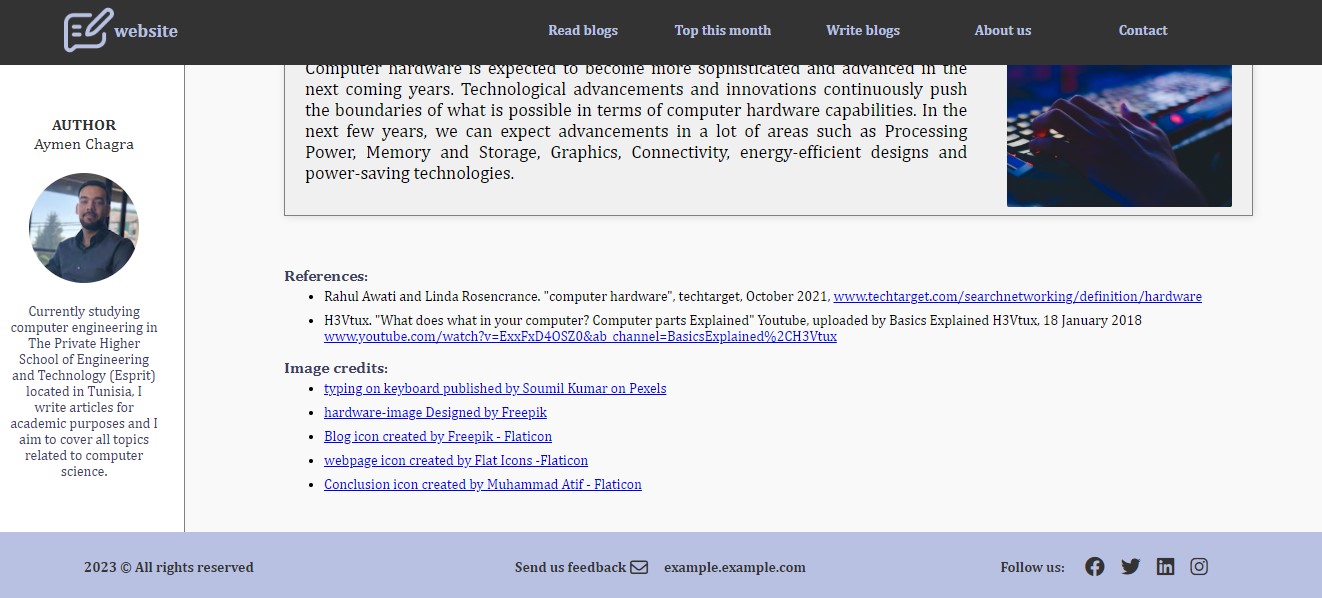 website
Read blogs
Top this month
Write blogs
About us
Contact
AUTHOR
Aymen Chagra
Currently studying
computer engineering in
The Private Higher
School of Engineering
and Technology (Esprit)
located in Tunisia, I
write articles for
academic purposes and I
aim to cover all topics
related to computer
science.
Computer hardware is expected to become more sophisticated and advanced in the
next coming years. Technological advancements and innovations continuously push
the boundaries of what is possible in terms of computer hardware capabilities. In the
next few years, we can expect advancements in a lot of areas such as Processing
Power, Memory and Storage, Graphics, Connectivity, energy-efficient designs and
power-saving technologies.
References:
Rahul Awati and Linda Rosencrance. "computer hardware", techtarget, October 2021, www.techtarget.com/searchnetworking/definition/hardware
H3Vtux. "What does what in your computer? Computer parts Explained" Youtube, uploaded by Basics Explained H3Vtux, 18 January 2018
www.youtube.com/watch?v=ExxFxD4OSZ0&ab_channel=BasicsExplained%2CH3Vtux
Image credits:
typing on keyboard published by Soumil Kumar on Pexels
hardware-image Designed by Freepik
Blog icon created by Freepik - Flaticon
webpage icon created by Flat Icons -Flaticon
Conclusion icon created by Muhammad Atif - Flaticon
2023 © All rights reserved
Send us feedback
example.example.com
Follow us: